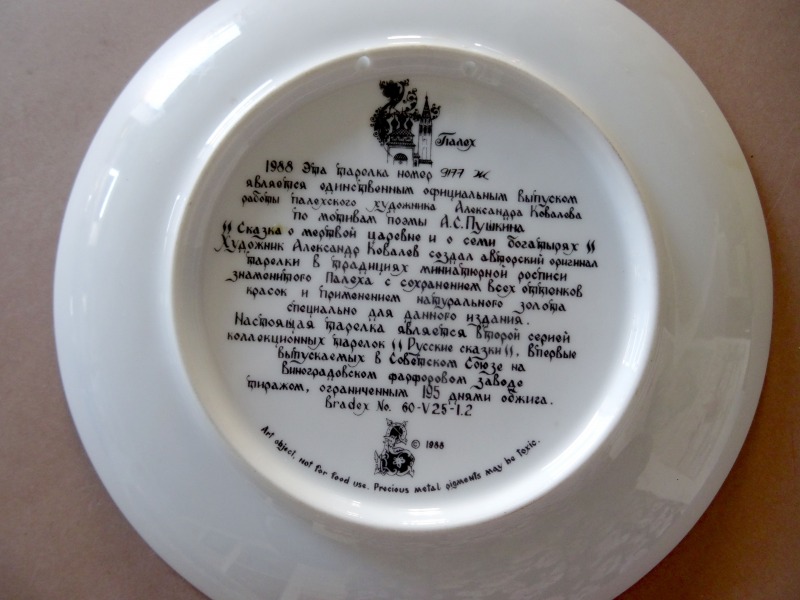 Палех
1988 Эта тарелка номер 9177 Ж
является единственным официальным выпуском
работы палехского художника Александра Ковалева
по мотивам поэмы А.С.Пушкина
"Сказка о мертвой царевне и о семи богатырях"
Художник Александр Ковалев создал авторский оригинал
тарелки в традициях миниатюрной росписи
знаменитого Палеха с сохранением всех оттенков
красок и применением натурального золота
специально для данного издания.
Настоящая тарелка является второй серией
коллекционных тарелок "Русские сказки", впервые
выпускаемых в Советском Союзе на
Виноградовском фарфоровом заводе
тиражом, ограниченным 195 днями обжига.
Bradex No. 60-V25-1.2
© 1988
Art object. Not for food use. Precious metal pigments may be toxic.